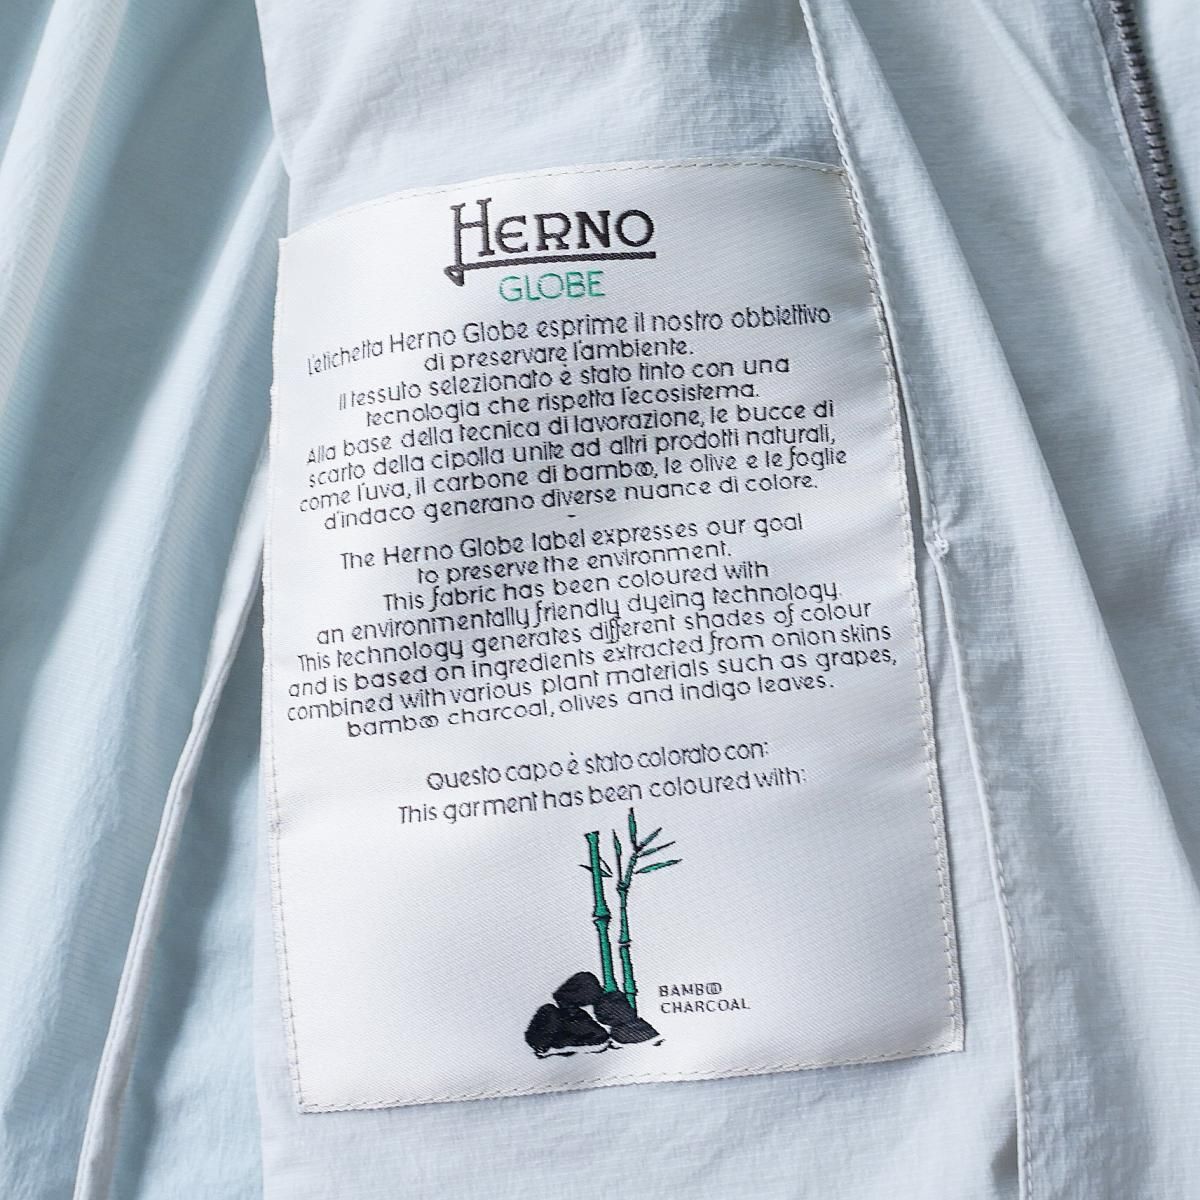 HERNO
GLOBE
L'etichetta Herno Globe esprime il nostro obbiettivo
di preservare l'ambiente.
Il tessuto selezionato è stato tinto con una
tecnologia che rispetta l'ecosistema.
Alla base della tecnica di lavorazione, le bucce di
scarto della cipolla unite ad altri prodotti naturali,
come l'uva, il carbone di bamboo, le olive e le foglie
d'indaco generano diverse nuance di colore.
-
The Herno Globe label expresses our goal
to preserve the environment.
This fabric has been coloured with
an environmentally friendly dyeing technology.
This technology generates different shades of colour
and is based on ingredients extracted from onion skins
combined with various plant materials such as grapes,
bamboo charcoal, olives and indigo leaves.
Questo capo è stato colorato con:
This garment has been coloured with:
BAMBOO
CHARCOAL